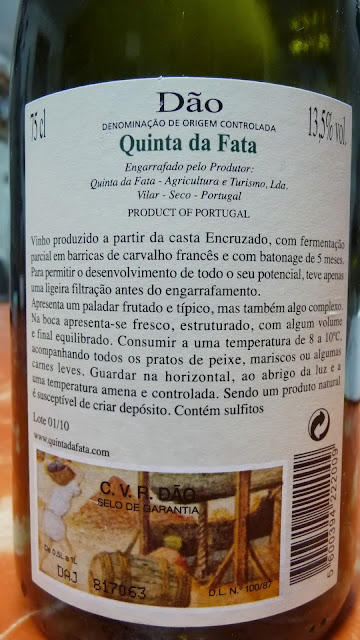 Dão
DENOMINAÇÃO DE ORIGEM CONTROLADA
75 cl
13,5% vol.
Quinta da Fata
Engarrafado pelo Produtor:
Quinta da Fata - Agricultura e Turismo, Lda.
Vilar - Seco - Portugal
PRODUCT OF PORTUGAL
Vinho produzido a partir da casta Encruzado, com fermentação
parcial em barricas de carvalho francês e com batonage de 5 meses.
Para permitir o desenvolvimento de todo o seu potencial, teve apenas
uma ligeira filtração antes do engarrafamento.
Apresenta um paladar frutado e típico, mas também algo complexo.
Na boca apresenta-se fresco, estruturado, com algum volume
e final equilibrado. Consumir a uma temperatura de 8 a 10ºC,
acompanhando todos os pratos de peixe, mariscos ou algumas
carnes leves. Guardar na horizontal, ao abrigo da luz e a
uma temperatura amena e controlada. Sendo um produto natural
é susceptível de criar depósito. Contém sulfitos
Lote 01/10
www.quintadafata.com
C. V. R. DÃO
SELO DE GARANTIA
De 0,5L a 1L
DAJ 817063
D.L. N.º 100/87
5 600394 222009